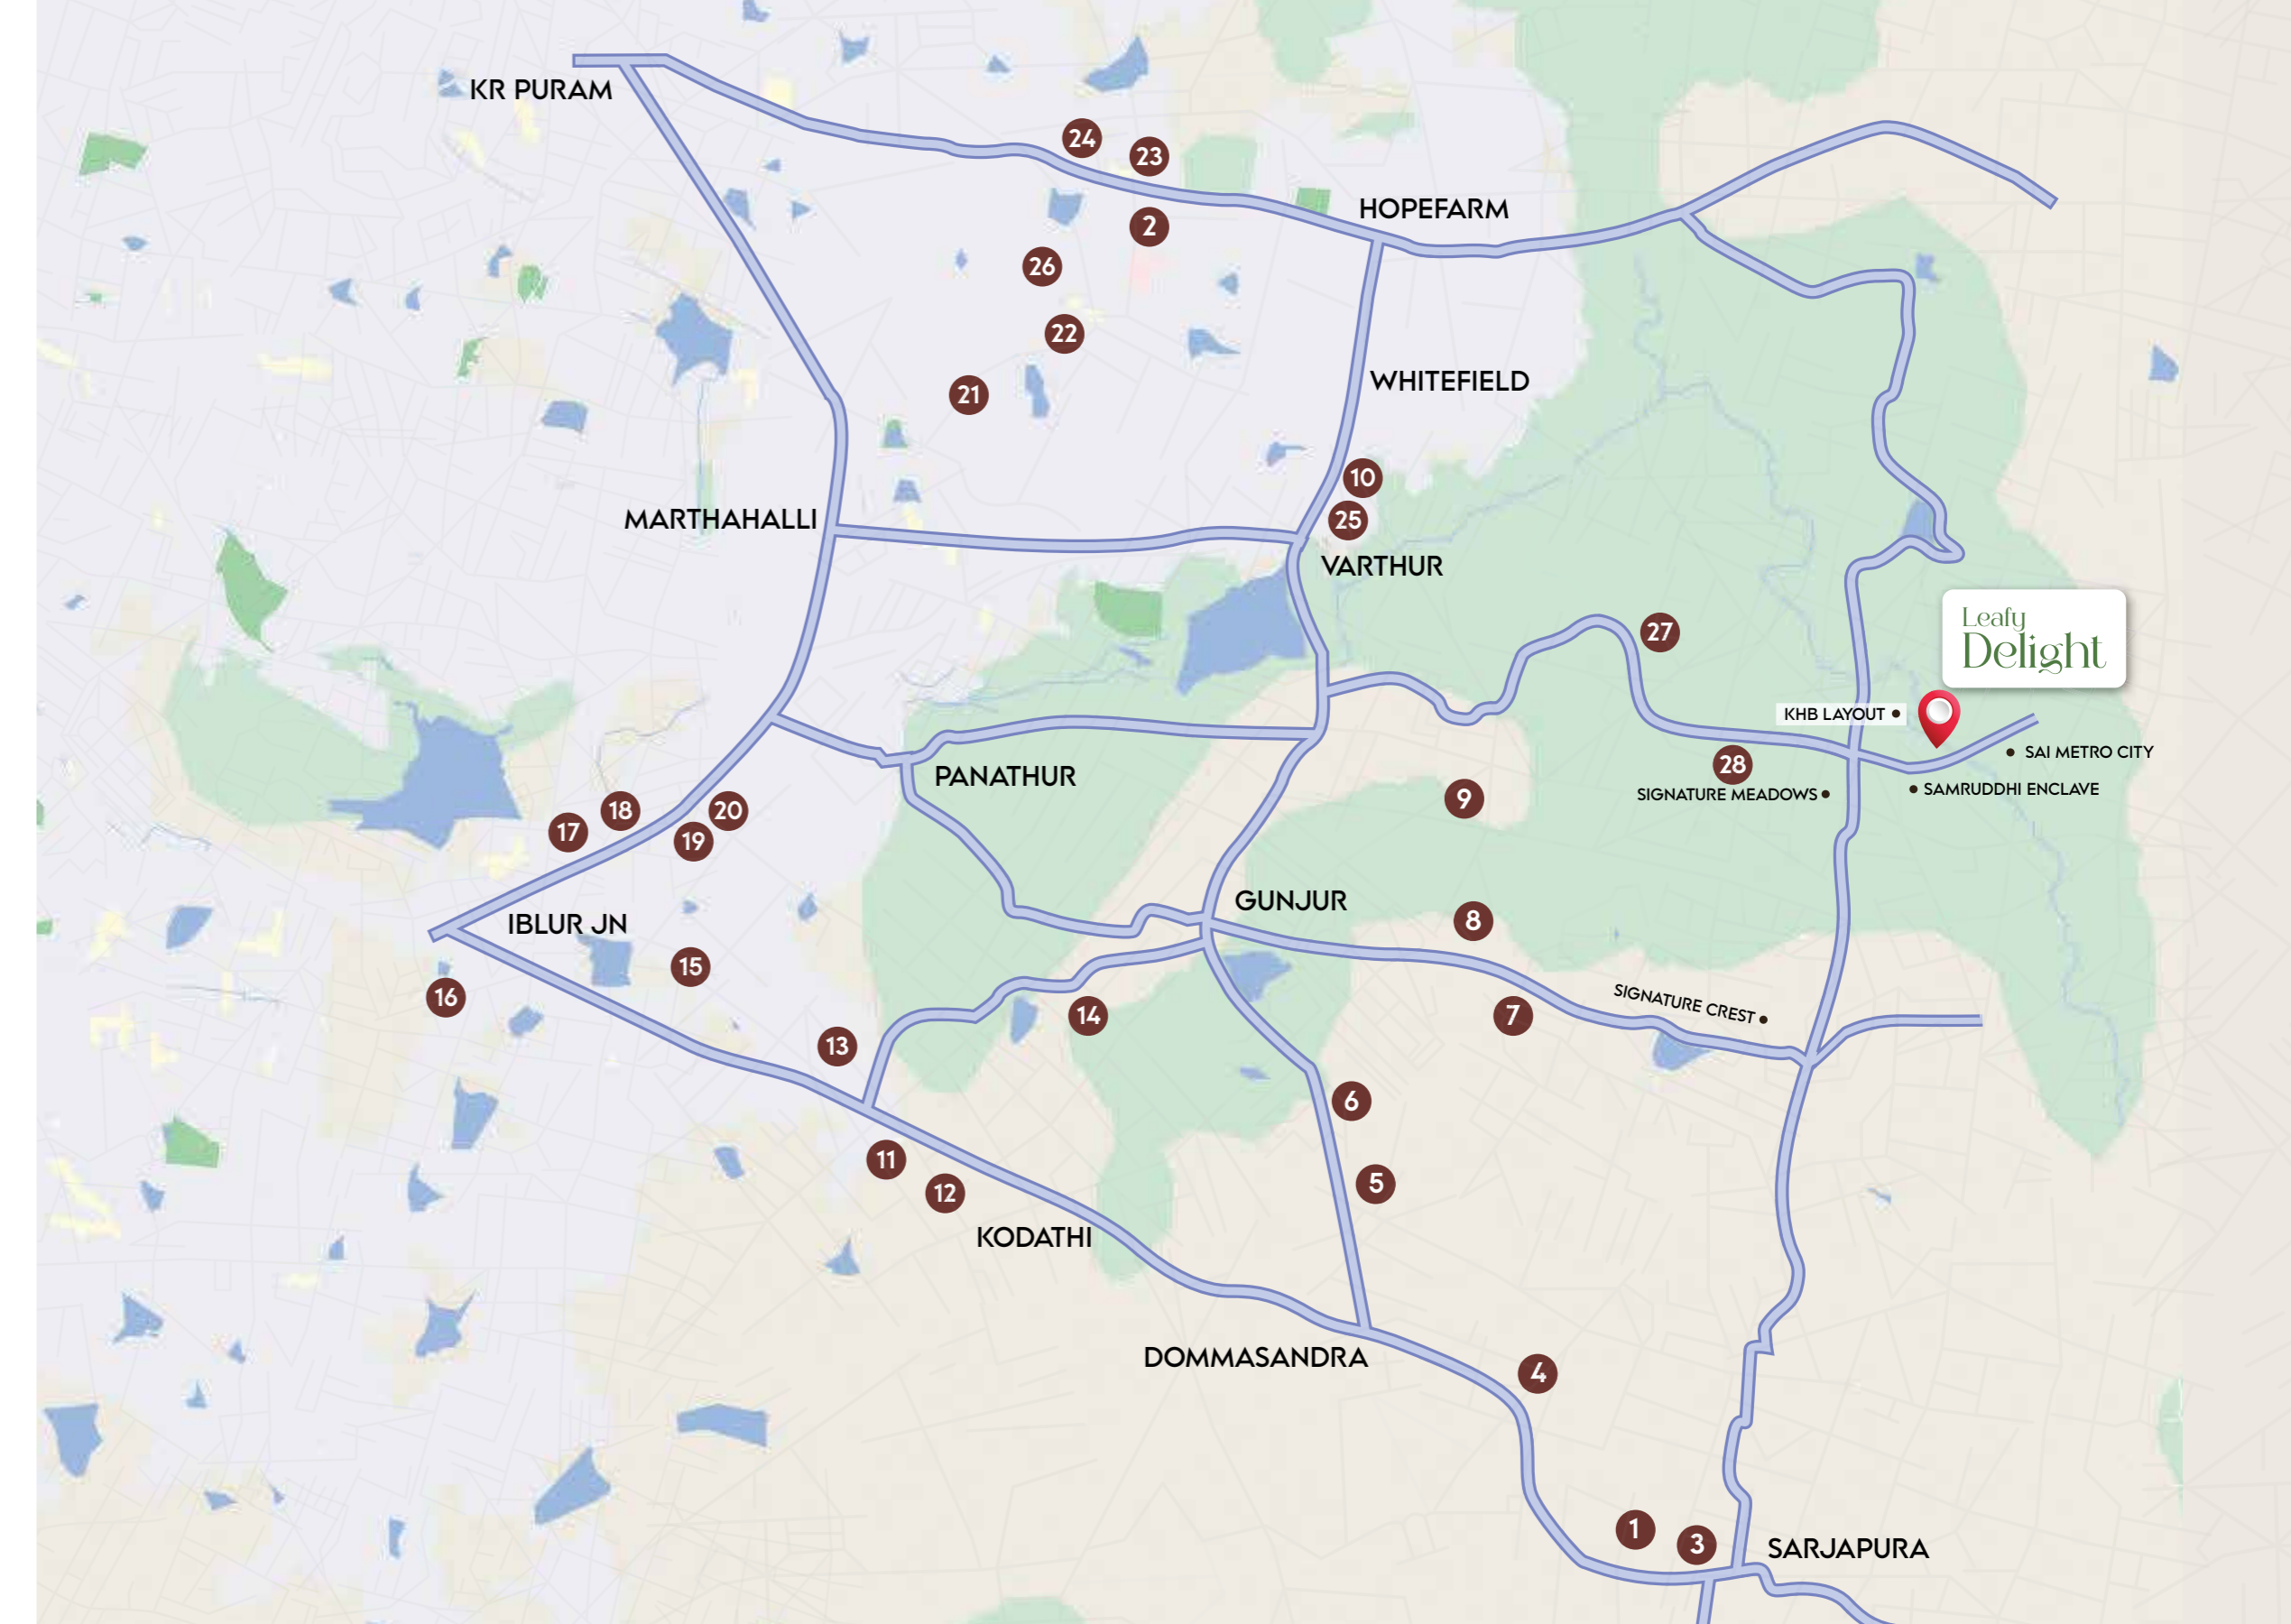 KR PURAM
24
23
HOPEFARM
2
26
22
WHITEFIELD
21
10
MARTHAHALLI
25
VARTHUR
27
Leafy
Delight
KHB LAYOUT
SAI METRO CITY
28
PANATHUR
SIGNATURE MEADOWS
SAMRUDDHI ENCLAVE
9
18
20
17
19
GUNJUR
8
IBLUR JN
15
16
SIGNATURE CREST
14
7
13
6
11
5
12
KODATHI
DOMMASANDRA
4
1
3
SARJAPURA